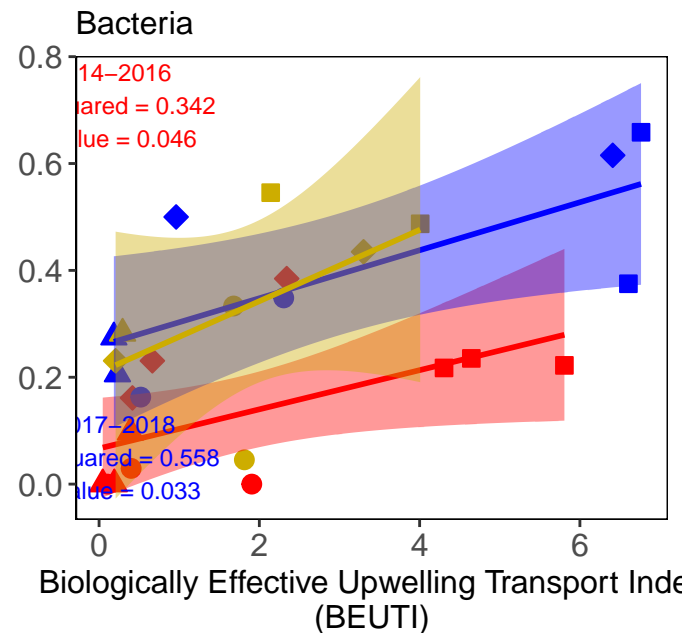 Bacteria
0.8
14–2016
uared = 0.342
lue = 0.046
0.6
0.4
0.2
017–2018
uared = 0.558
alue = 0.033
0.0
0 2 4 6
Biologically Effective Upwelling Transport Inde
(BEUTI)